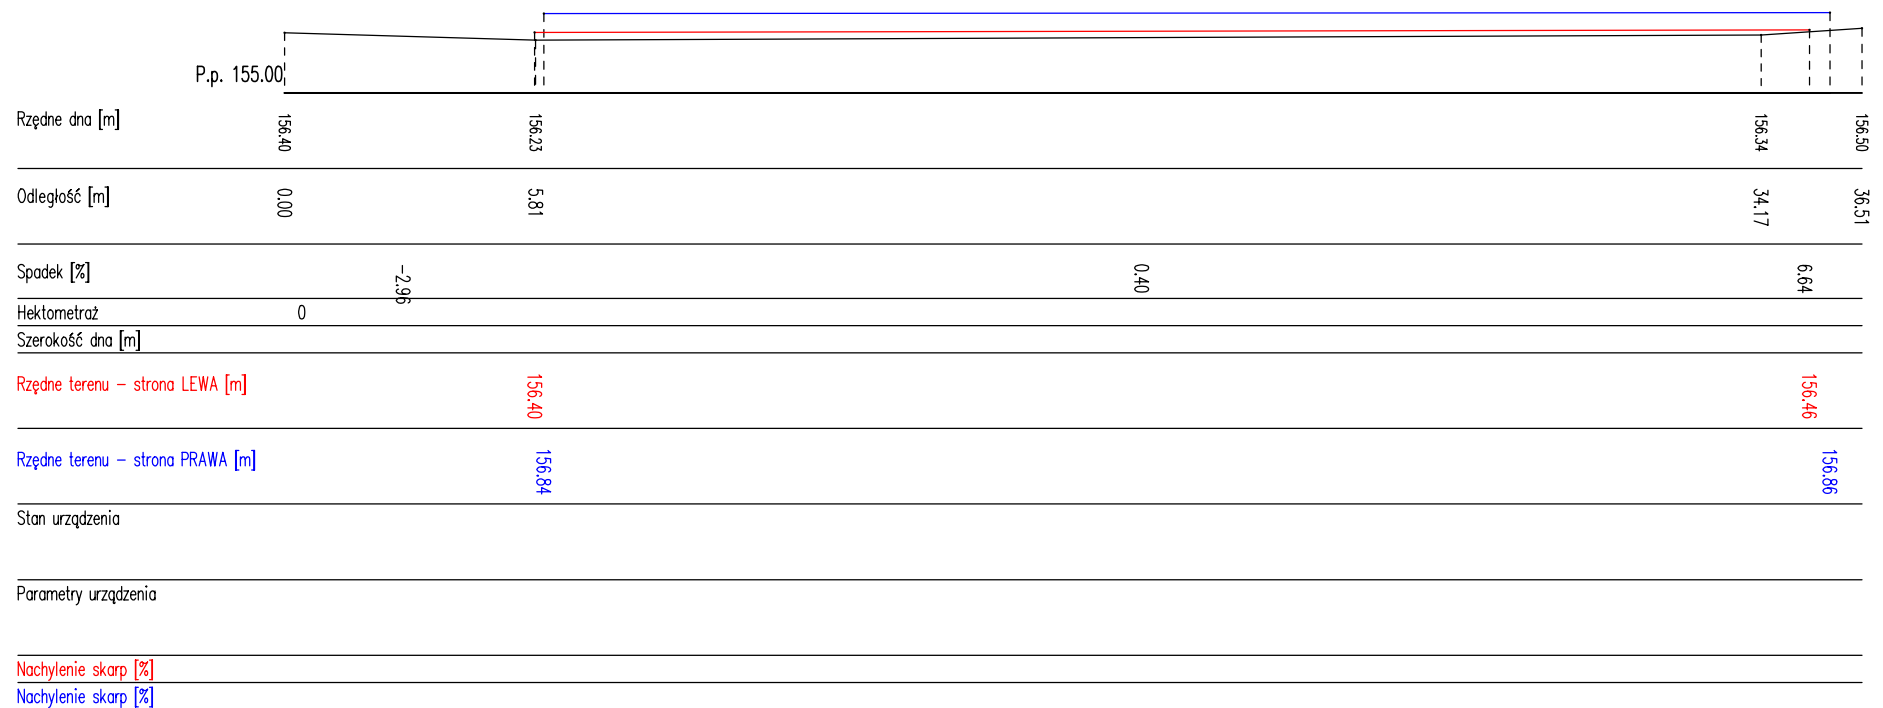 P.p. 155.00
Rzędne dna [m] 156.40 156.23 156.34 156.50
Odległość [m] 0.00 5.81 34.17 36.51
Spadek [%] -2.96 0.40 6.64
Hektometraż 0
Szerokość dna [m]
Rzędne terenu - strona LEWA [m] 156.40 156.46
Rzędne terenu - strona PRAWA [m] 156.84 156.86
Stan urządzenia
Parametry urządzenia
Nachylenie skarp [%]
Nachylenie skarp [%]